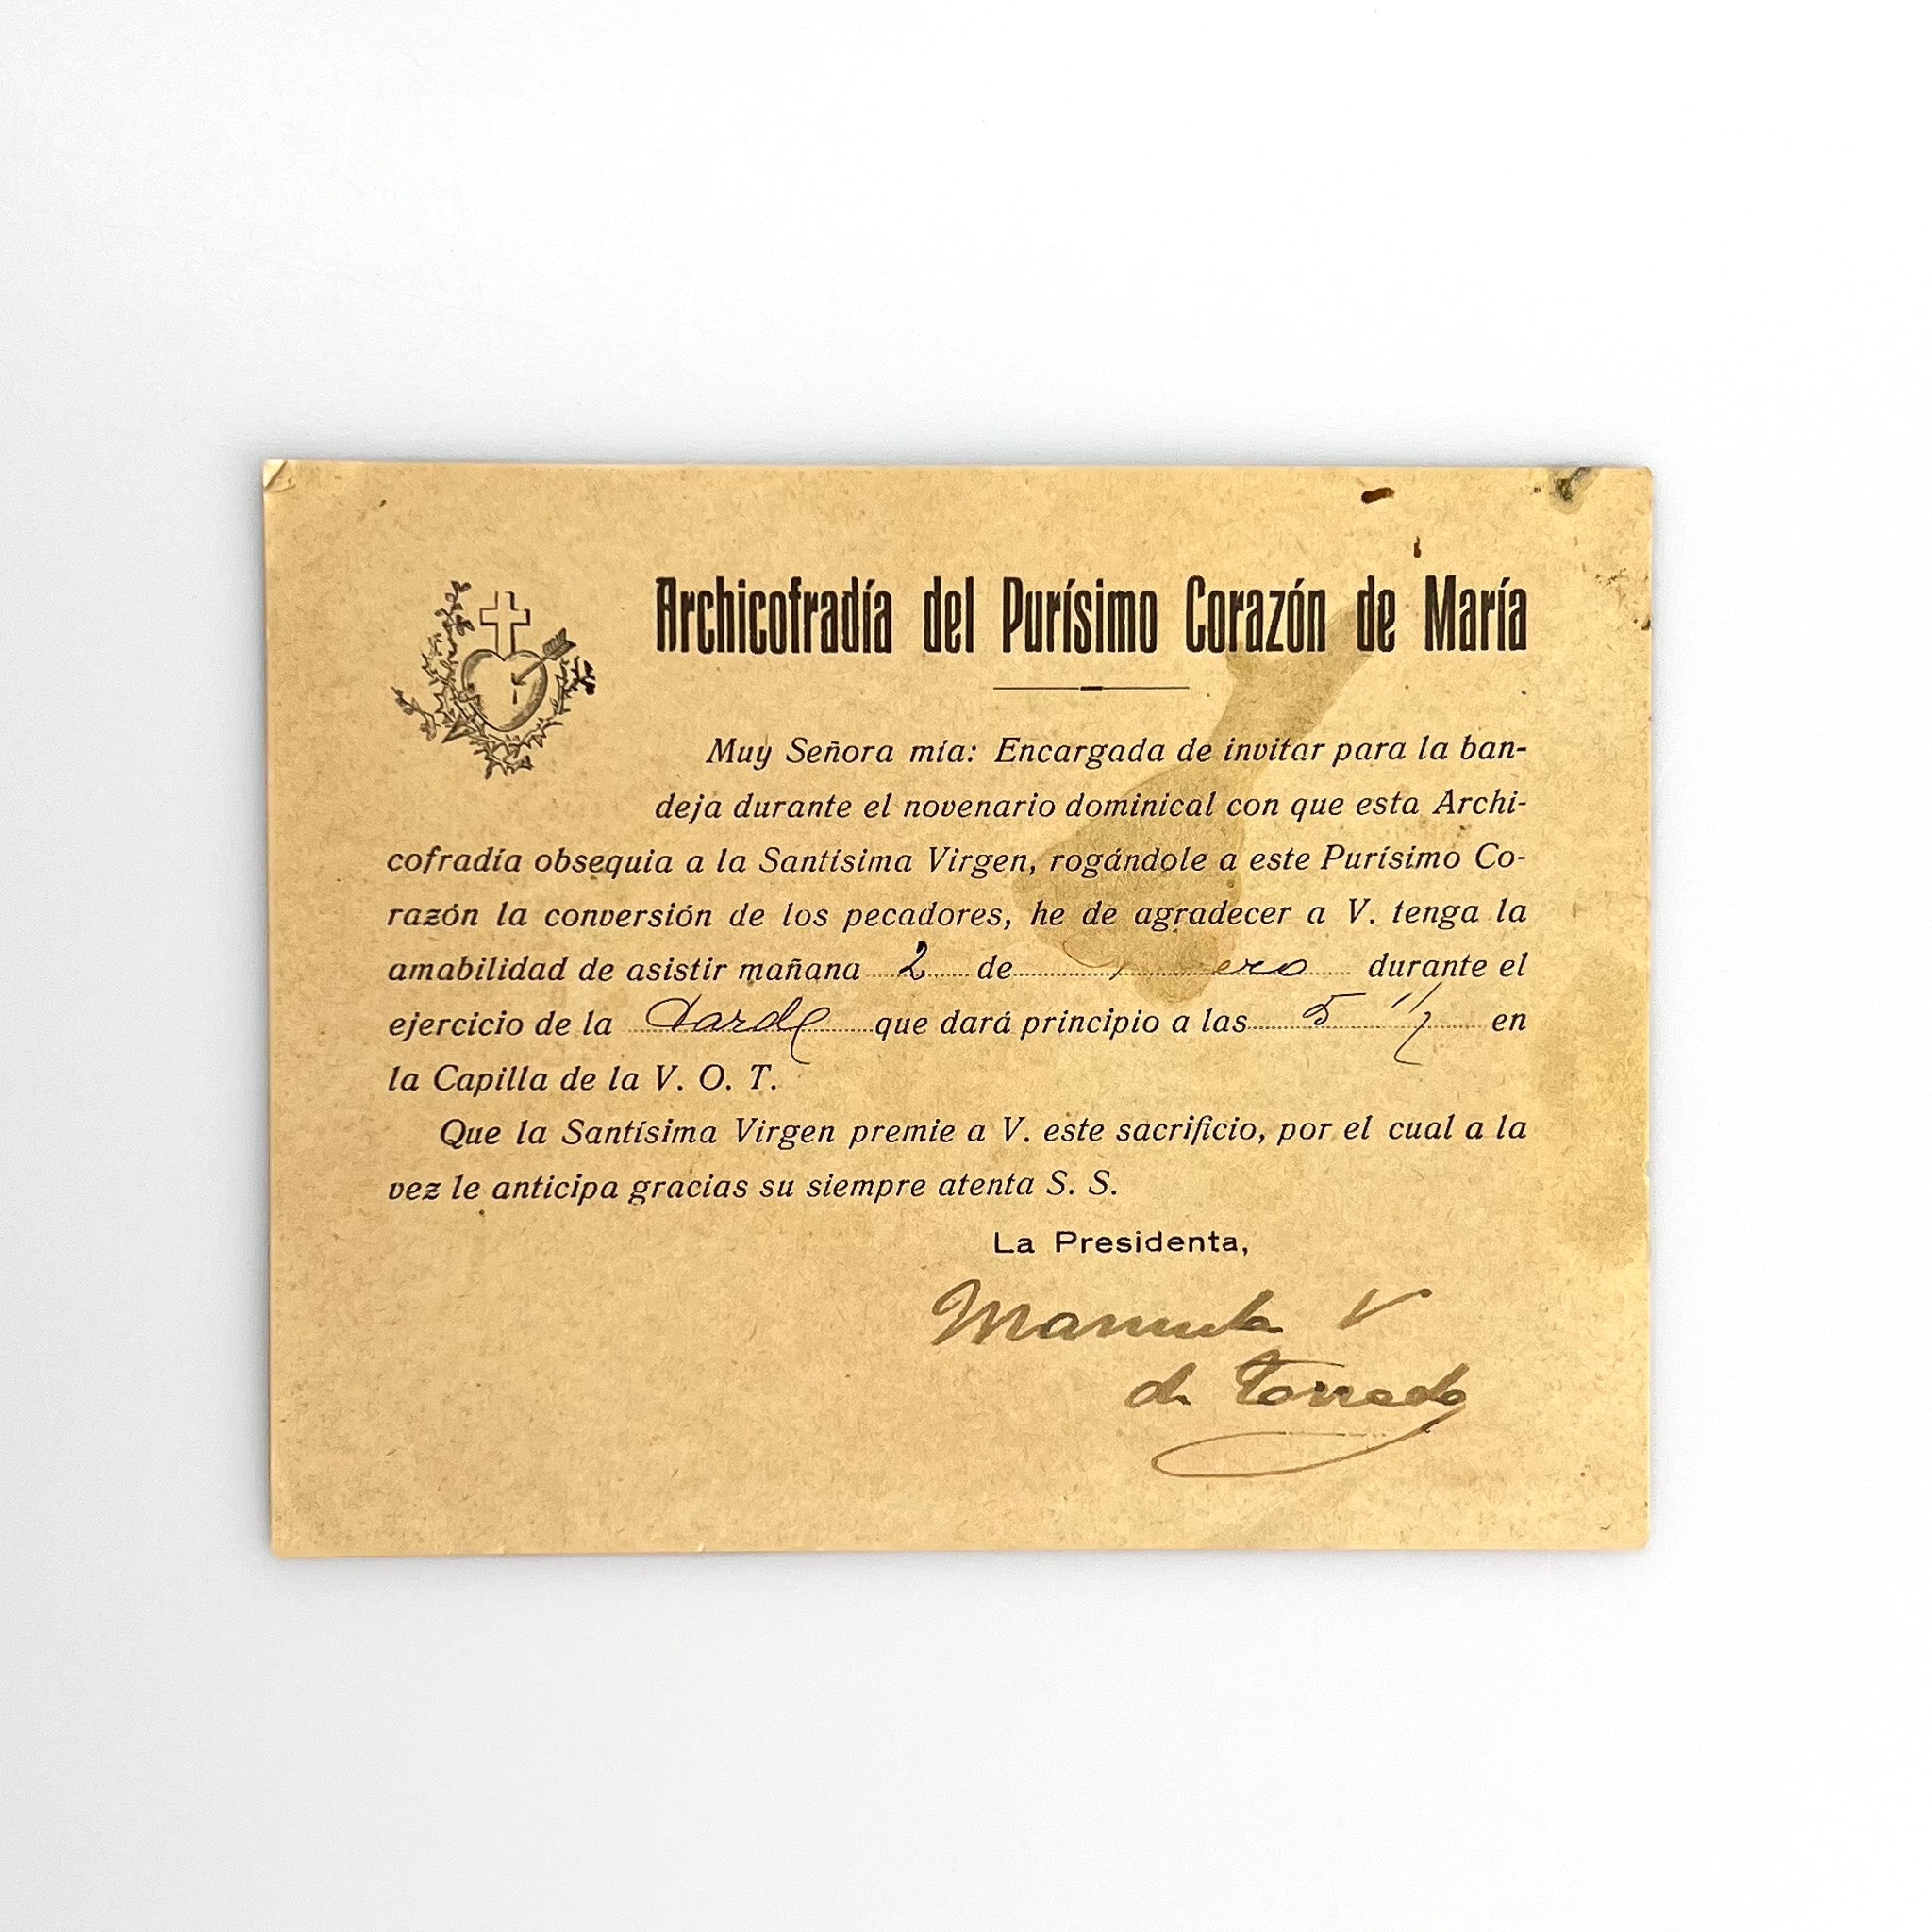 Archicofradía del Purísimo Corazón de María
Muy Señora mía: Encargada de invitar para la ban-
deja durante el novenario dominical con que esta Archi-
cofradía obsequia a la Santísima Virgen, rogándole a este Purísimo Co-
razón la conversión de los pecadores, he de agradecer a V. tenga la
amabilidad de asistir mañana 2 de durante el
ejercicio de la tarde que dará principio a las 5 1/2 en
la Capilla de la V. O. T.
Que la Santísima Virgen premie a V. este sacrificio, por el cual a la
vez le anticipa gracias su siempre atenta S. S.
La Presidenta,
Manuela V
de